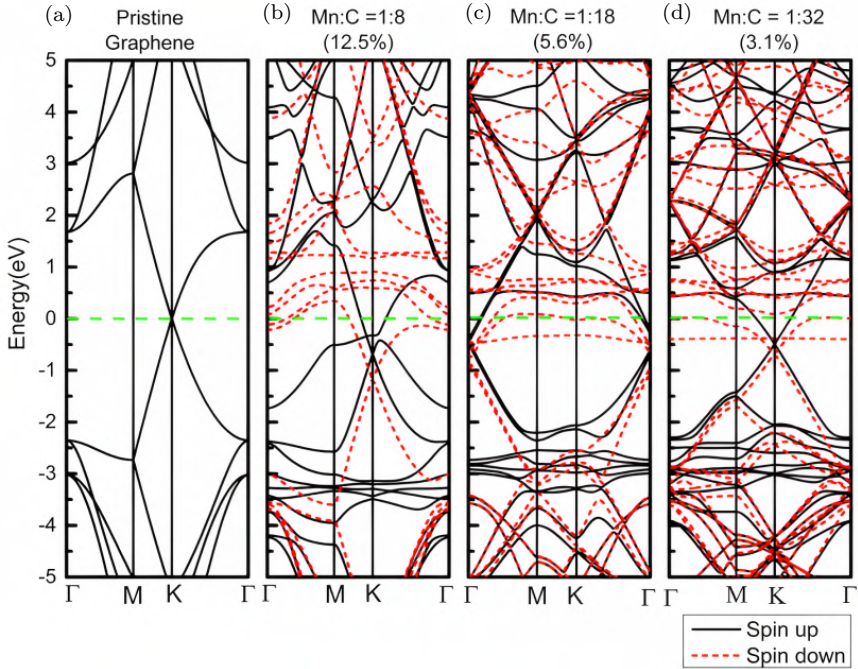 (a) Pristine Graphene
(b) Mn:C =1:8 (12.5%)
(c) Mn:C =1:18 (5.6%)
(d) Mn:C = 1:32 (3.1%)
Energy(eV)
5
4
3
2
1
0
-1
-2
-3
-4
-5
Γ M K Γ
Γ M K Γ
Γ M K Γ
Γ M K Γ
Spin up
Spin down